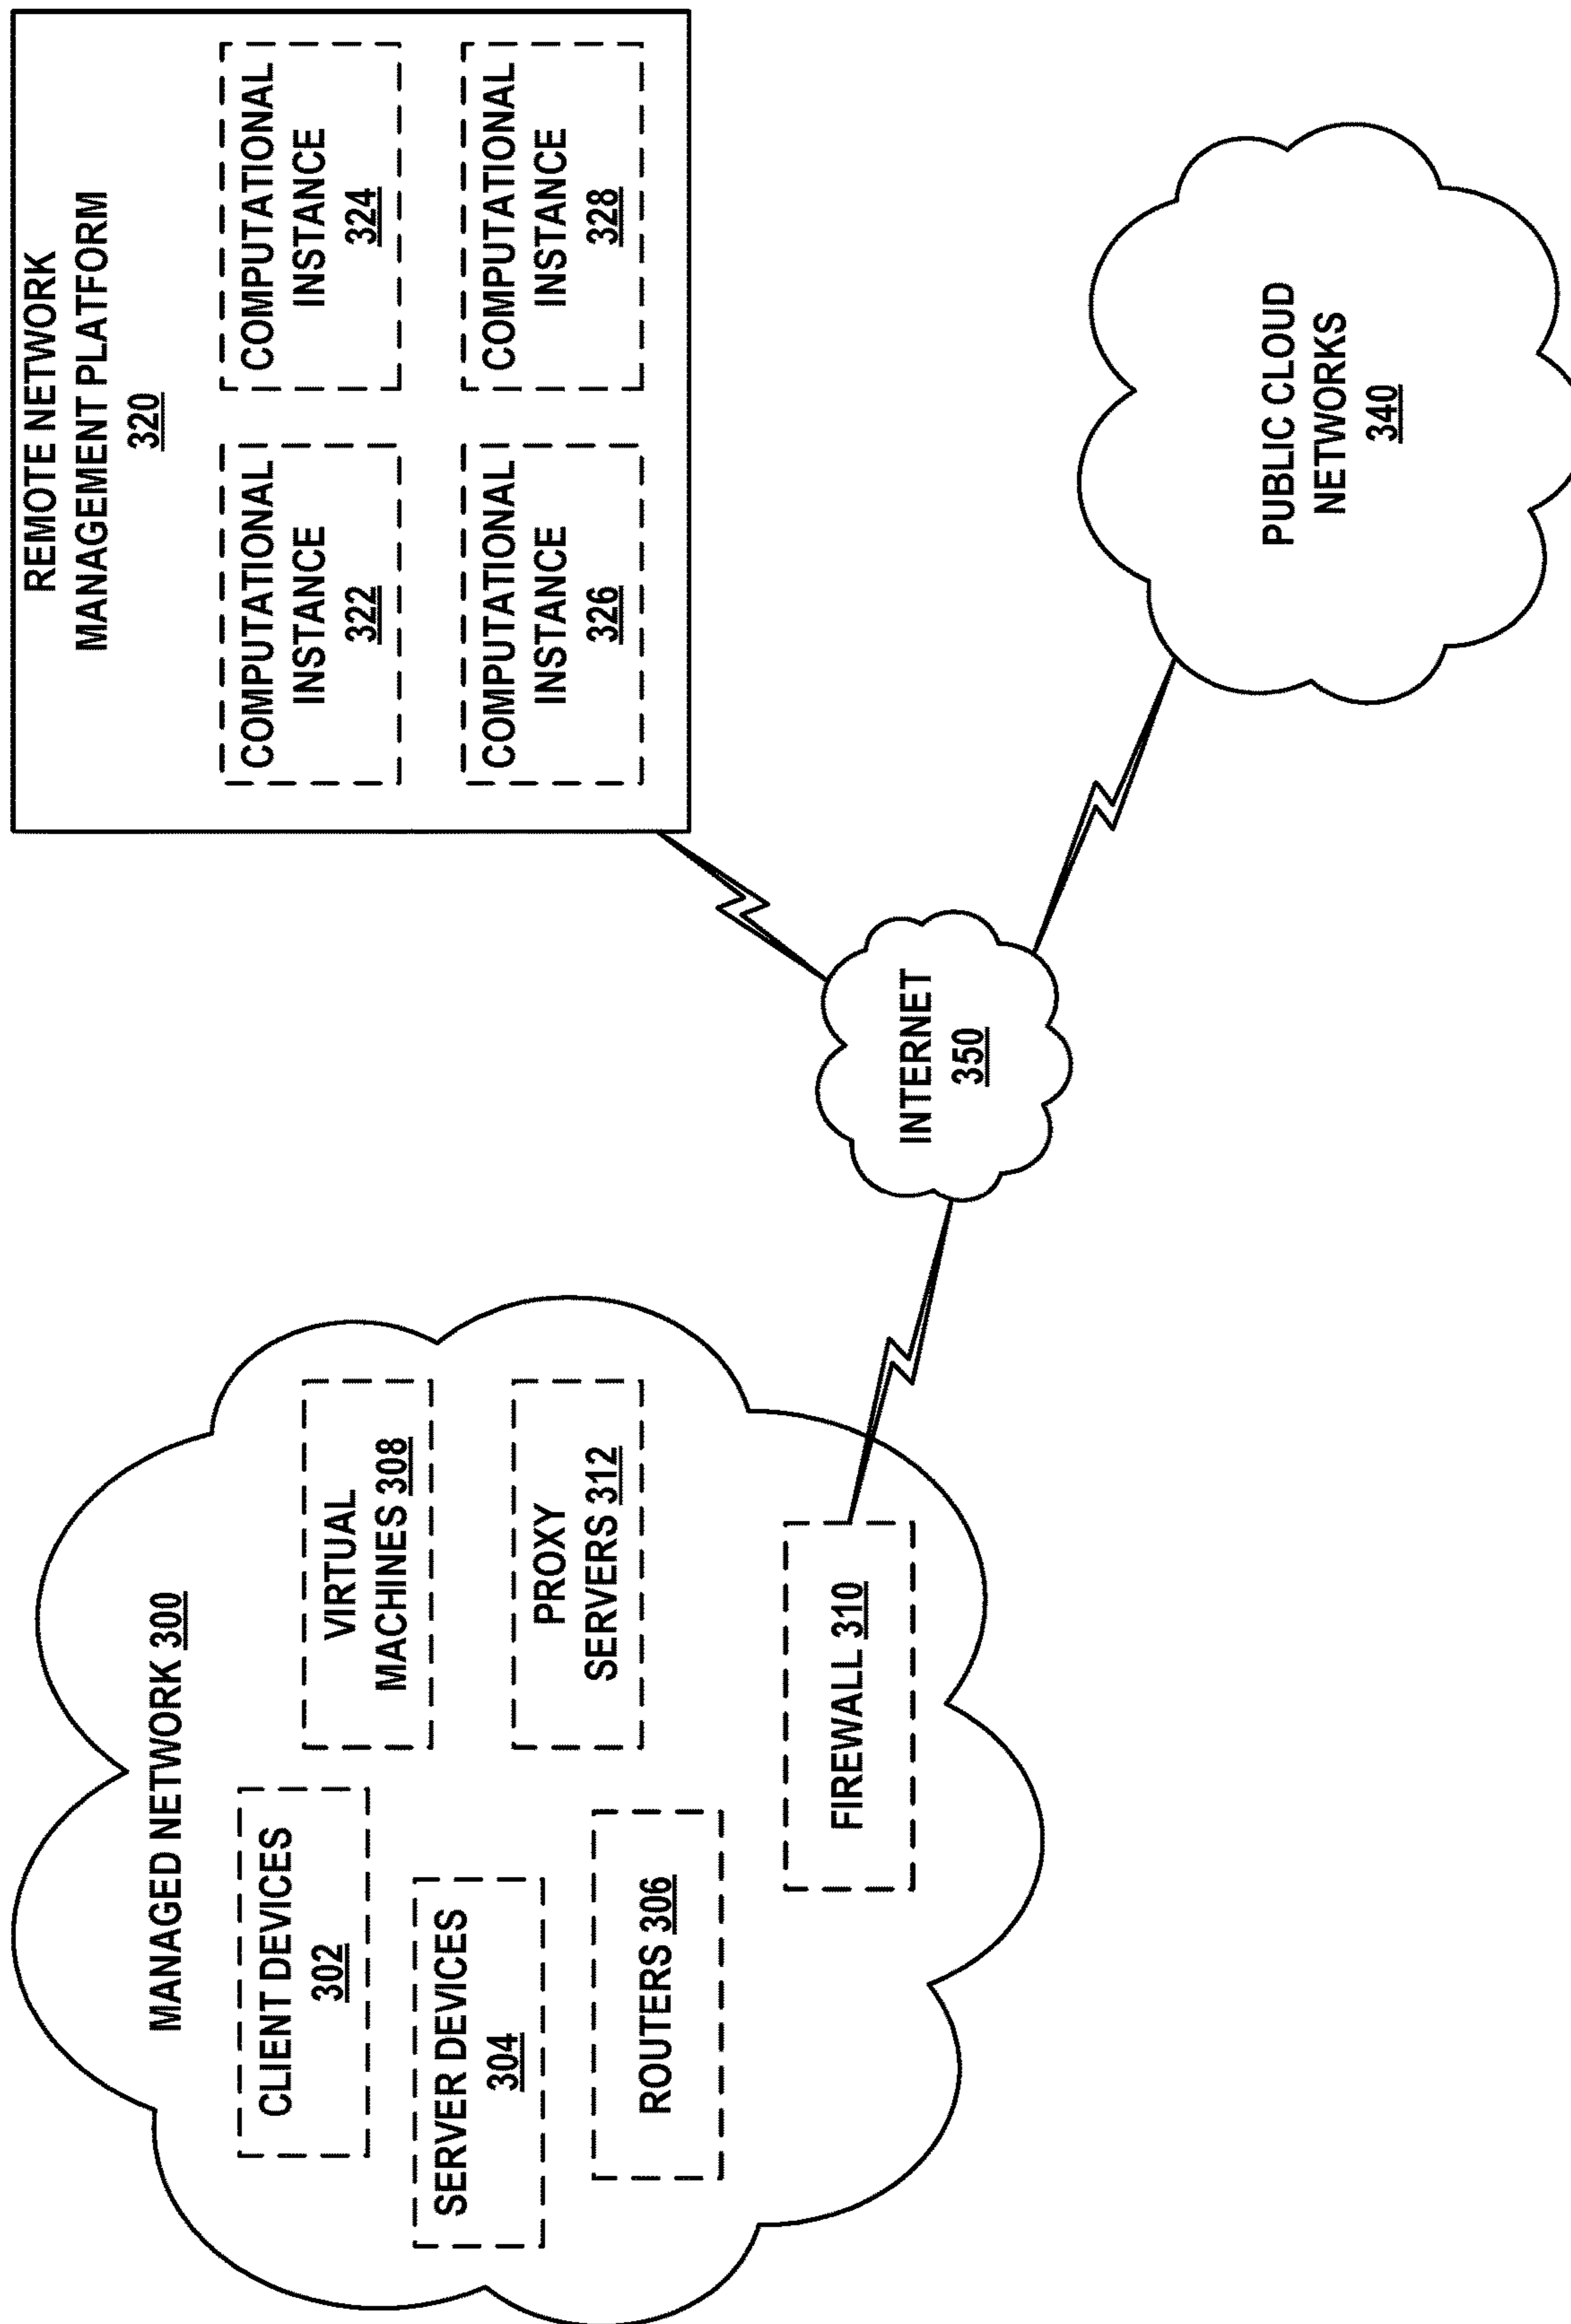 MANAGED NETWORK 300
CLIENT DEVICES
302
SERVER DEVICES
304
ROUTERS 306
VIRTUAL
MACHINES 308
PROXY
SERVERS 312
FIREWALL 310
INTERNET
350
REMOTE NETWORK
MANAGEMENT PLATFORM
320
COMPUTATIONAL
INSTANCE
322
COMPUTATIONAL
INSTANCE
324
COMPUTATIONAL
INSTANCE
326
COMPUTATIONAL
INSTANCE
328
PUBLIC CLOUD
NETWORKS
340